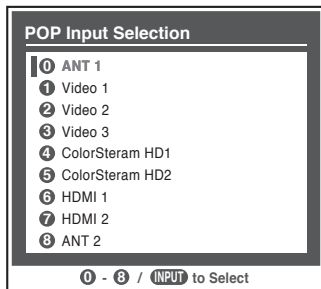 POP Input Selection
0 ANT 1
1 Video 1
2 Video 2
3 Video 3
4 ColorSteram HD1
5 ColorSteram HD2
6 HDMI 1
7 HDMI 2
8 ANT 2
0 - 8 / INPUT to Select